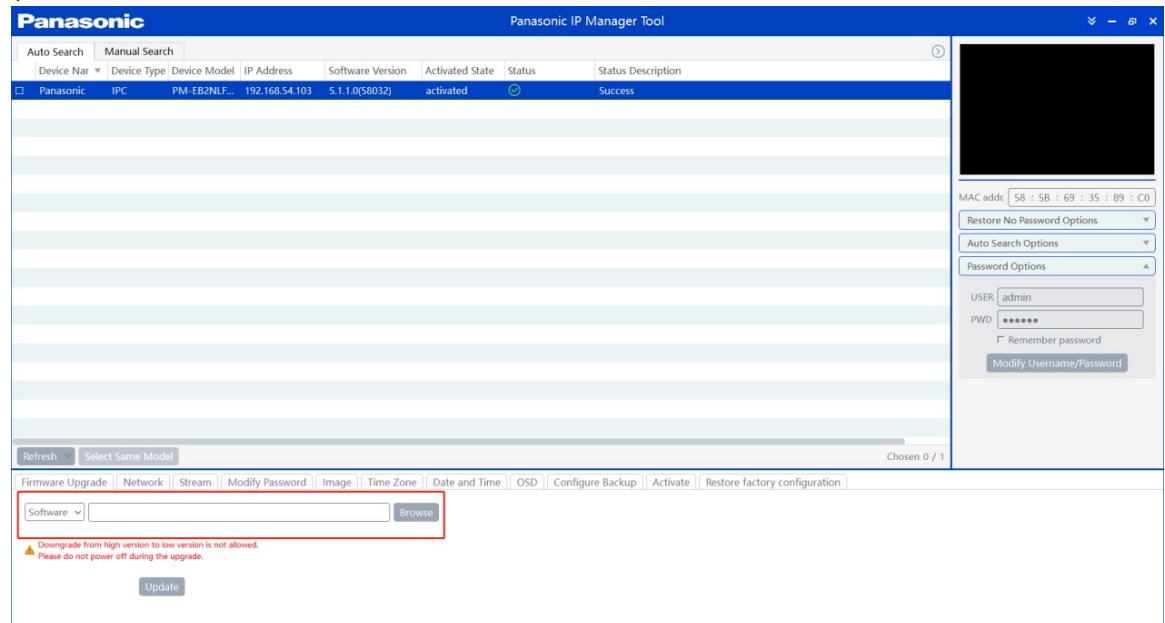 Panasonic
Panasonic IP Manager Tool
Auto Search Manual Search
Device Nar Device Type Device Model IP Address Software Version Activated State Status Status Description
Panasonic IPC PM-EB2NLF... 192.168.54.103 5.1.1.0(58032) activated Success
MAC addr. 58 : 5B : 69 : 35 : 89 : C0
Restore No Password Options
Auto Search Options
Password Options
USER admin
PWD ●●●●●●
Remember password
Modify Username/Password
Refresh Select Same Model Chosen 0 / 1
Firmware Upgrade Network Stream Modify Password Image Time Zone Date and Time OSD Configure Backup Activate Restore factory configuration
Software Browse
Downgrade from high version to low version is not allowed.
Please do not power off during the upgrade.
Update